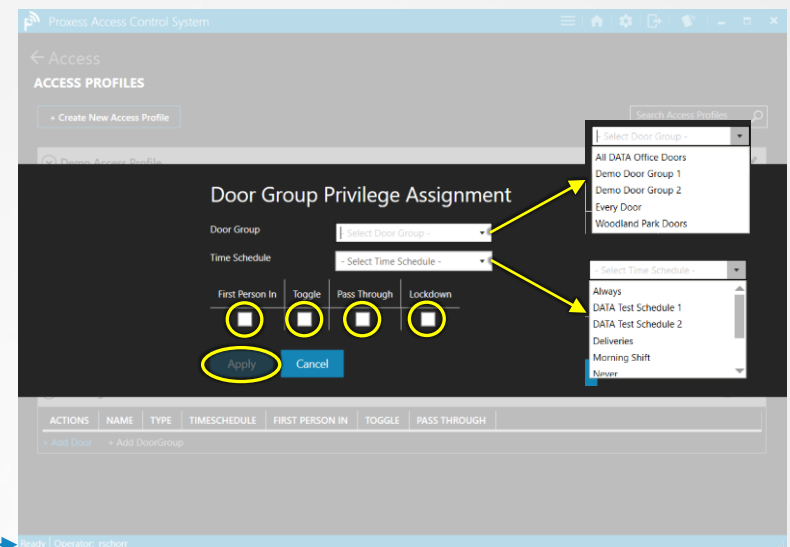 Proxess Access Control System
Access
ACCESS PROFILES
+ Create New Access Profile
Search Access Profiles
Demo Access Profile
- Select Door Group -
All DATA Office Doors
Demo Door Group 1
Demo Door Group 2
Every Door
Woodland Park Doors
Door Group Privilege Assignment
Door Group
- Select Door Group -
Time Schedule
- Select Time Schedule -
- Select Time Schedule -
Always
DATA Test Schedule 1
DATA Test Schedule 2
Deliveries
Morning Shift
Never
First Person In Toggle Pass Through Lockdown
Apply Cancel
ACTIONS NAME TYPE TIMESCHEDULE FIRST PERSON IN TOGGLE PASS THROUGH
+ Add Door + Add DoorGroup
Ready Operator: rschorr